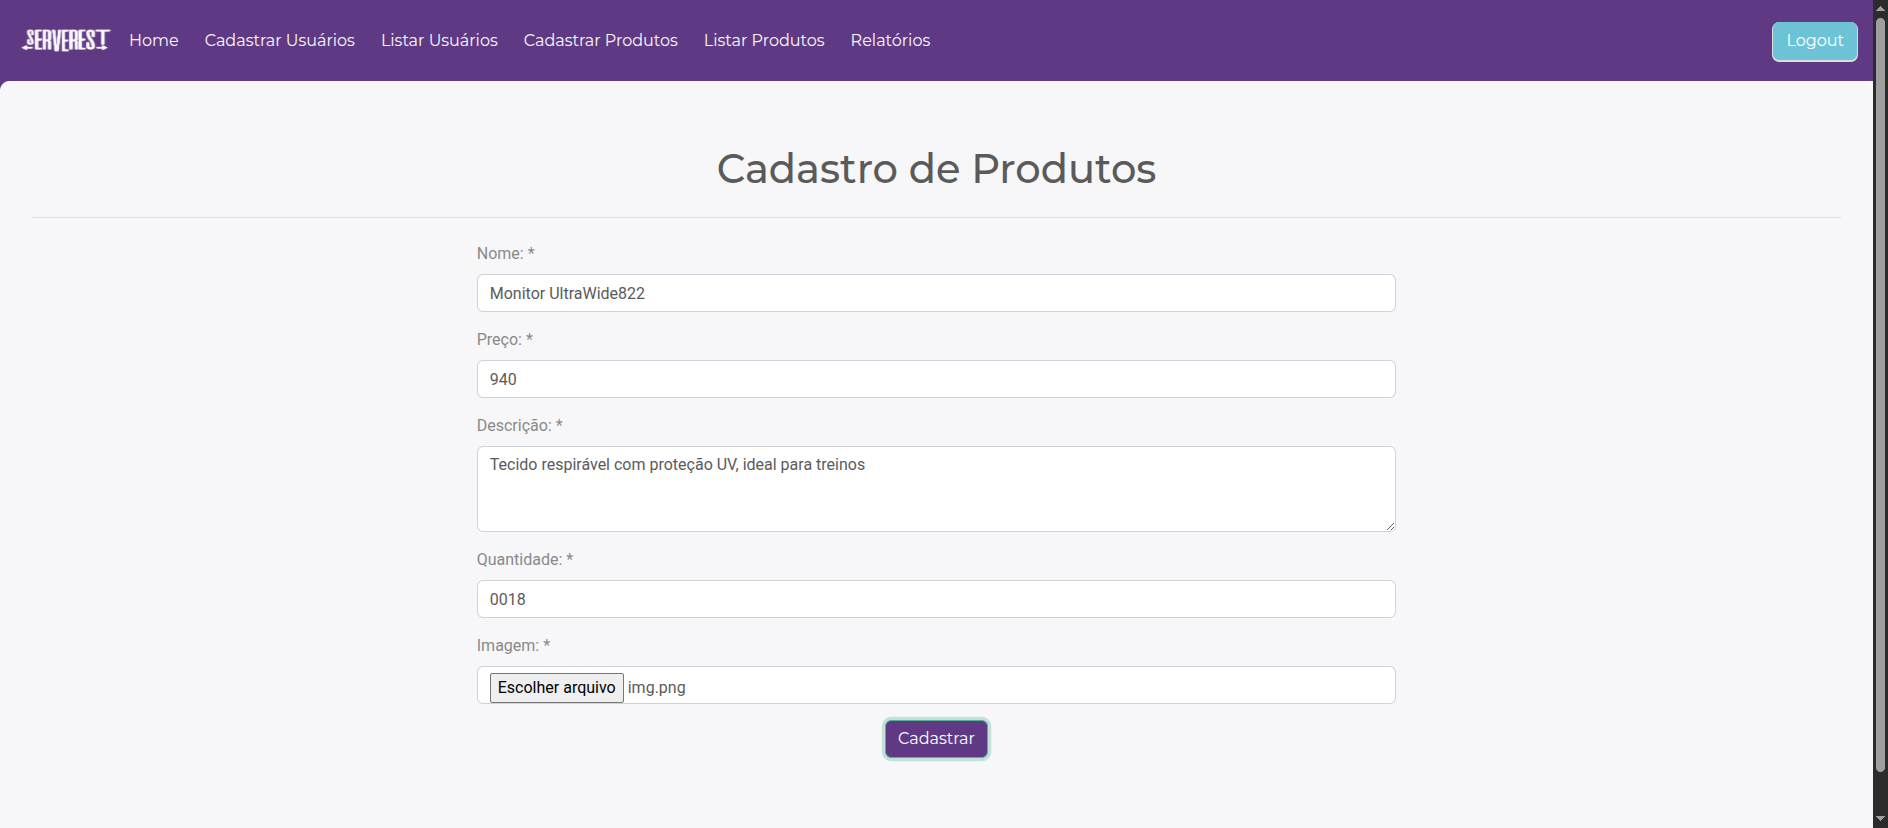 SERVEREST Home Cadastrar Usuários Listar Usuários Cadastrar Produtos Listar Produtos Relatórios Logout
Cadastro de Produtos
Nome: *
Monitor UltraWide822
Preço: *
940
Descrição: *
Tecido respirável com proteção UV, ideal para treinos
Quantidade: *
0018
Imagem: *
Escolher arquivo img.png
Cadastrar